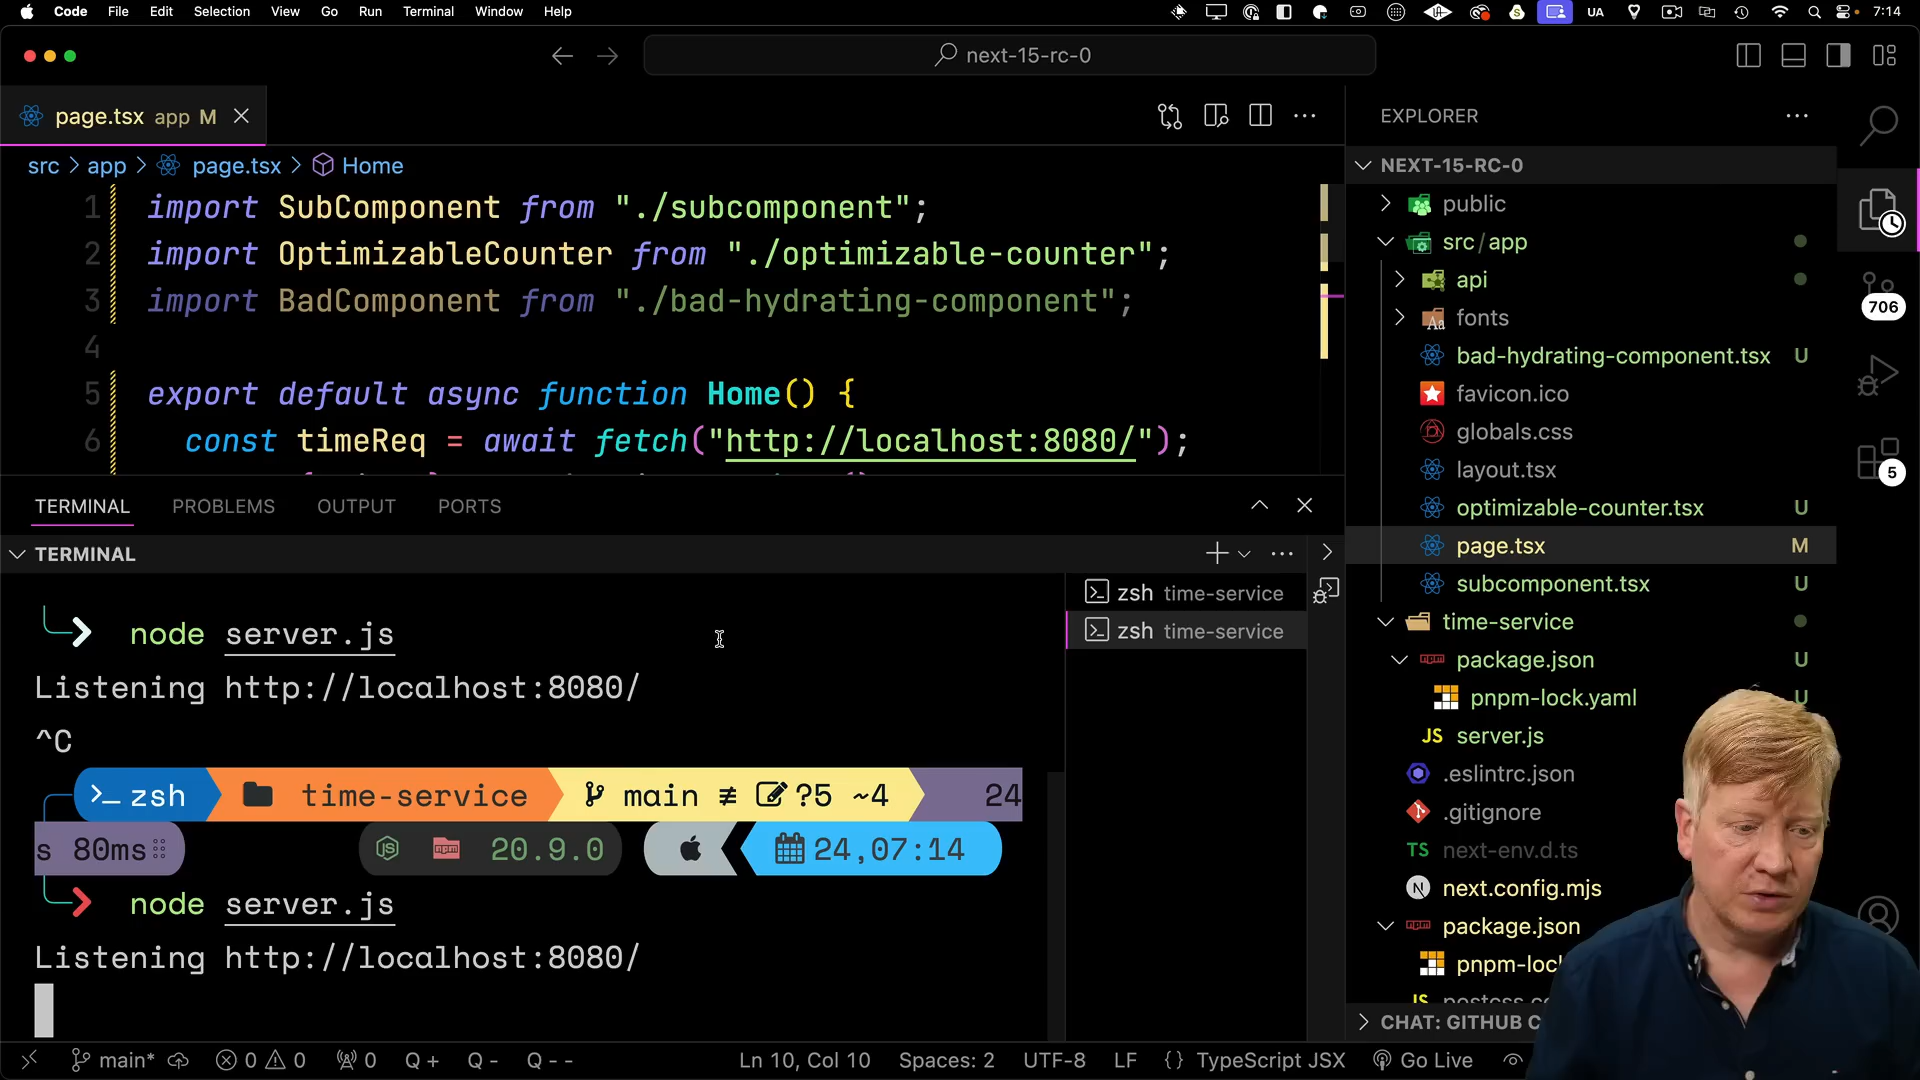 Code File Edit Selection View Go Run Terminal Window Help
UA 7:14
next-15-rc-0
page.tsx app M
src > app > page.tsx > Home
1 import SubComponent from "./subcomponent";
2 import OptimizableCounter from "./optimizable-counter";
3 import BadComponent from "./bad-hydrating-component";
4
5 export default async function Home() {
6 const timeReq = await fetch("http://localhost:8080/");
TERMINAL PROBLEMS OUTPUT PORTS
TERMINAL
node server.js
Listening http://localhost:8080/
^C
>_ zsh time-service main ≢ ?5 ~4 24
s 80ms 20.9.0 24,07:14
node server.js
Listening http://localhost:8080/
zsh time-service
zsh time-service
EXPLORER
NEXT-15-RC-0
public
src/app
api
fonts
bad-hydrating-component.tsx U
favicon.ico
globals.css
layout.tsx
optimizable-counter.tsx U
page.tsx M
subcomponent.tsx U
time-service
package.json U
pnpm-lock.yaml U
JS server.js
.eslintrc.json
.gitignore
TS next-env.d.ts
N next.config.mjs
package.json
pnpm-loc
CHAT: GITHUB C
706
5
main* 0 0 0 Q + Q - Q - - Ln 10, Col 10 Spaces: 2 UTF-8 LF {} TypeScript JSX Go Live